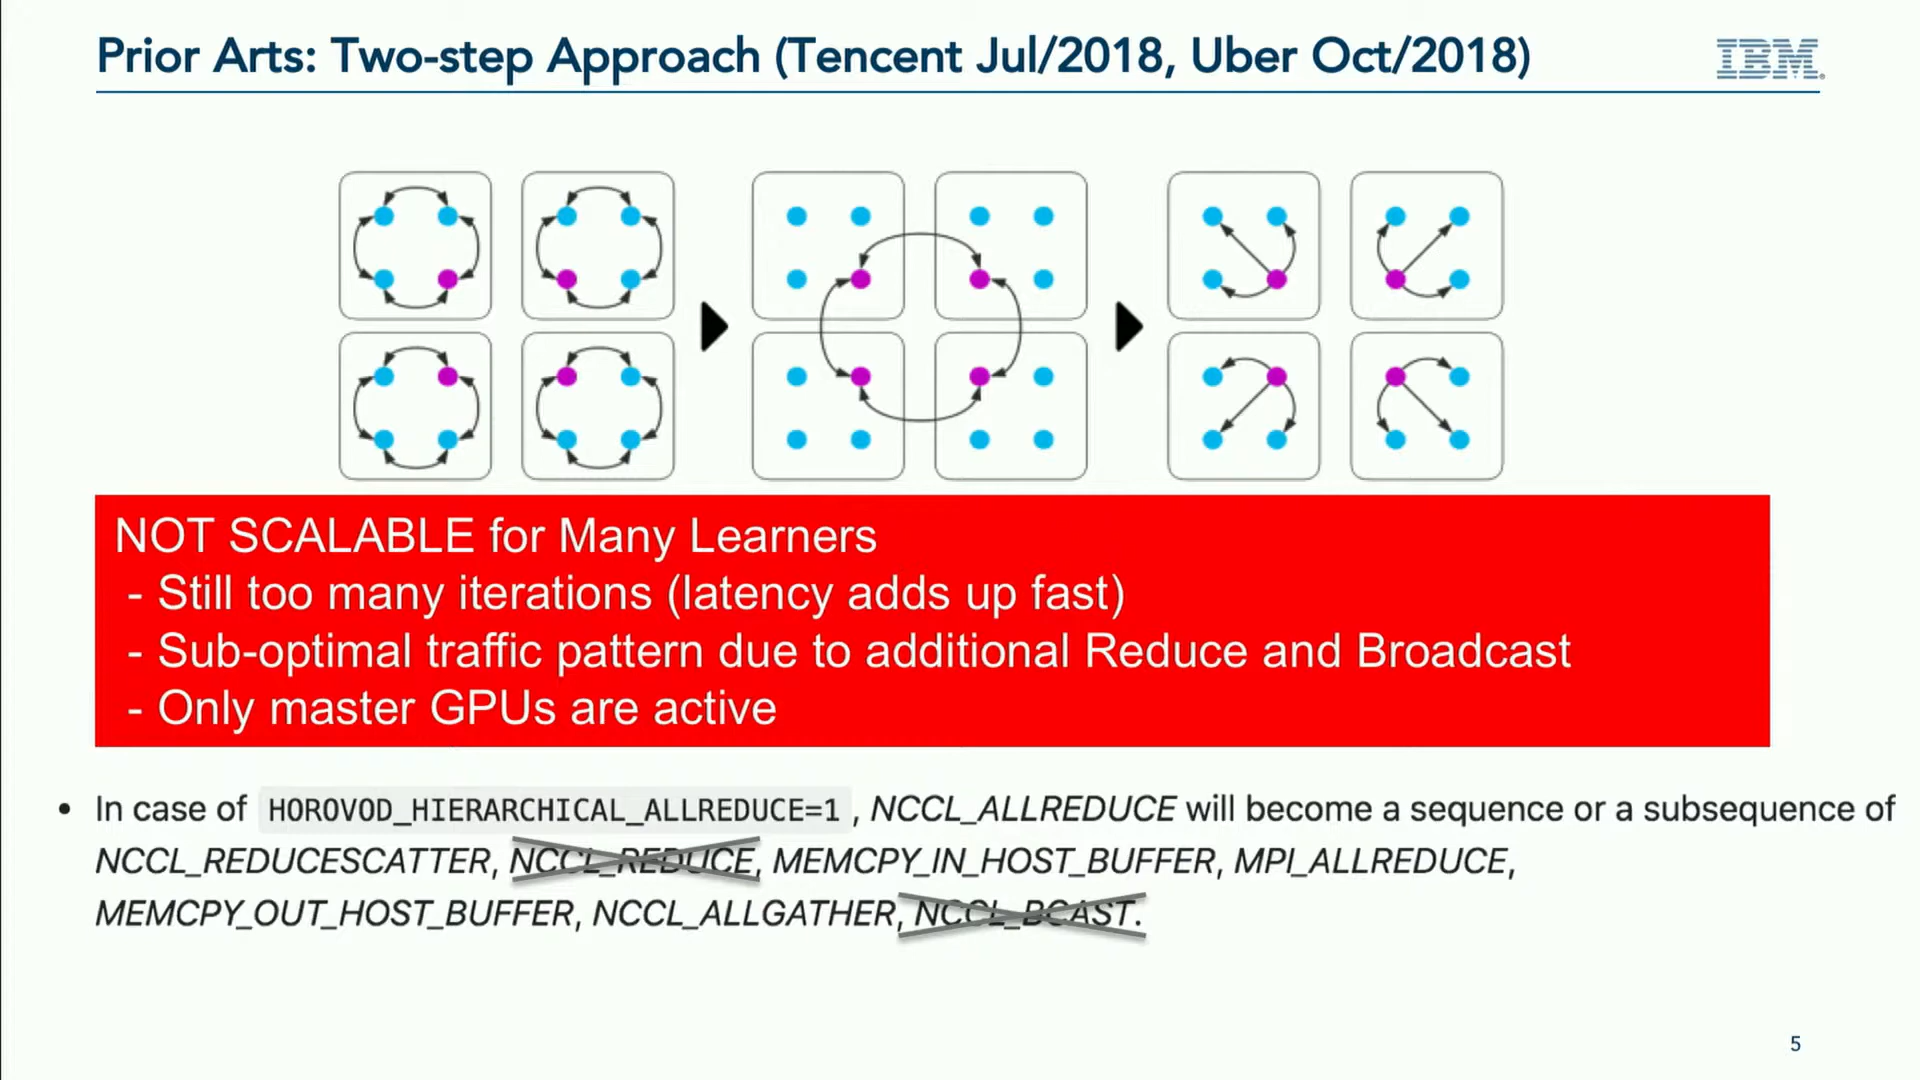 Prior Arts: Two-step Approach (Tencent Jul/2018, Uber Oct/2018)
IBM
NOT SCALABLE for Many Learners
- Still too many iterations (latency adds up fast)
- Sub-optimal traffic pattern due to additional Reduce and Broadcast
- Only master GPUs are active
• In case of HOROVOD_HIERARCHICAL_ALLREDUCE=1 , NCCL_ALLREDUCE will become a sequence or a subsequence of
NCCL_REDUCESCATTER, NCCL_REDUCE, MEMCPY_IN_HOST_BUFFER, MPI_ALLREDUCE,
MEMCPY_OUT_HOST_BUFFER, NCCL_ALLGATHER, NCCL_BCAST.
5